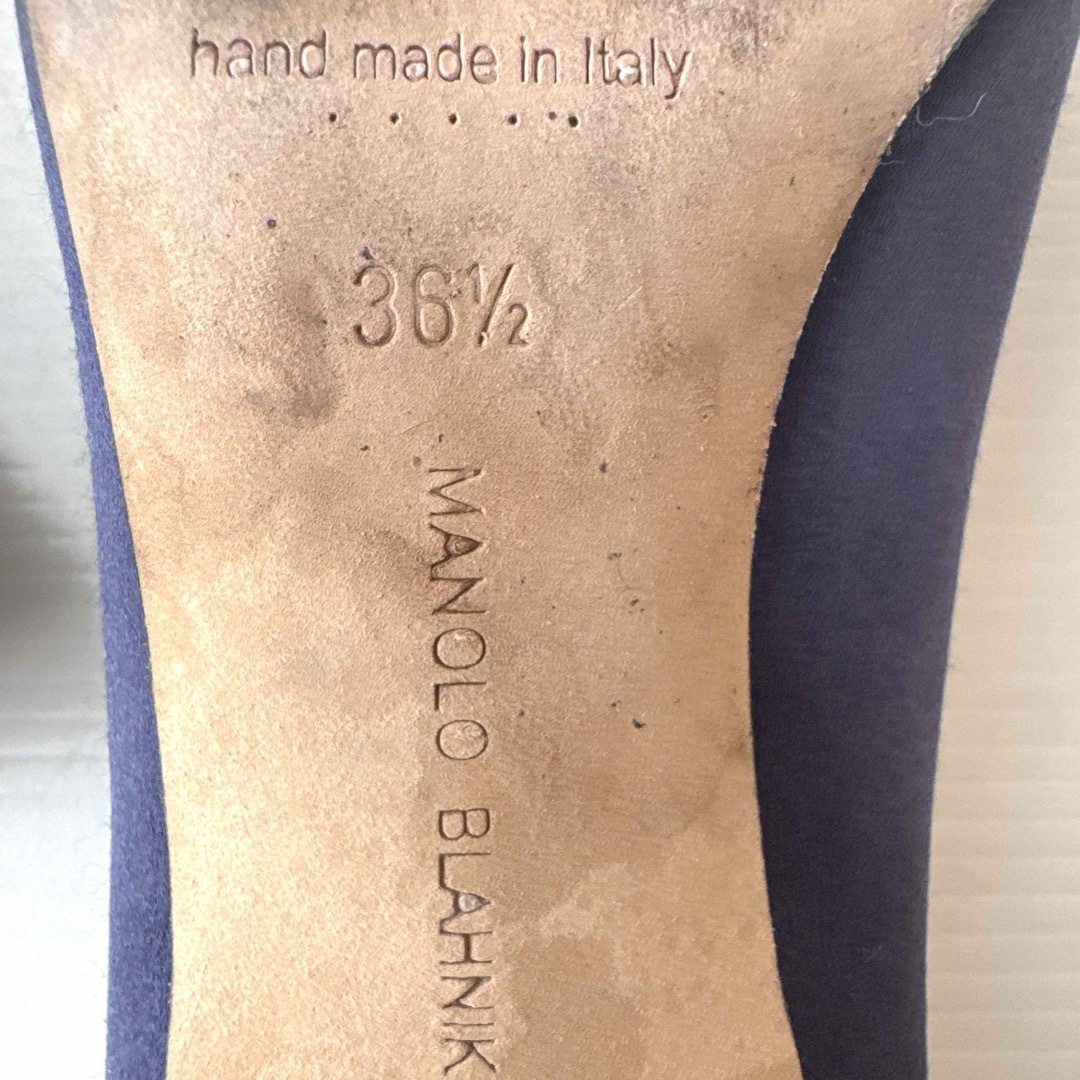 hand made in Italy
36½
MANOLO BLAHNIK